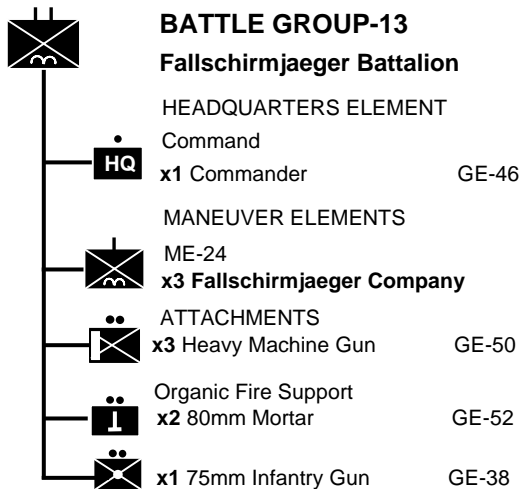 BATTLE GROUP-13
Fallschirmjaeger Battalion
HEADQUARTERS ELEMENT
Command
HQ x1 Commander GE-46
MANEUVER ELEMENTS
ME-24
x3 Fallschirmjaeger Company
ATTACHMENTS
x3 Heavy Machine Gun GE-50
Organic Fire Support
x2 80mm Mortar GE-52
x1 75mm Infantry Gun GE-38